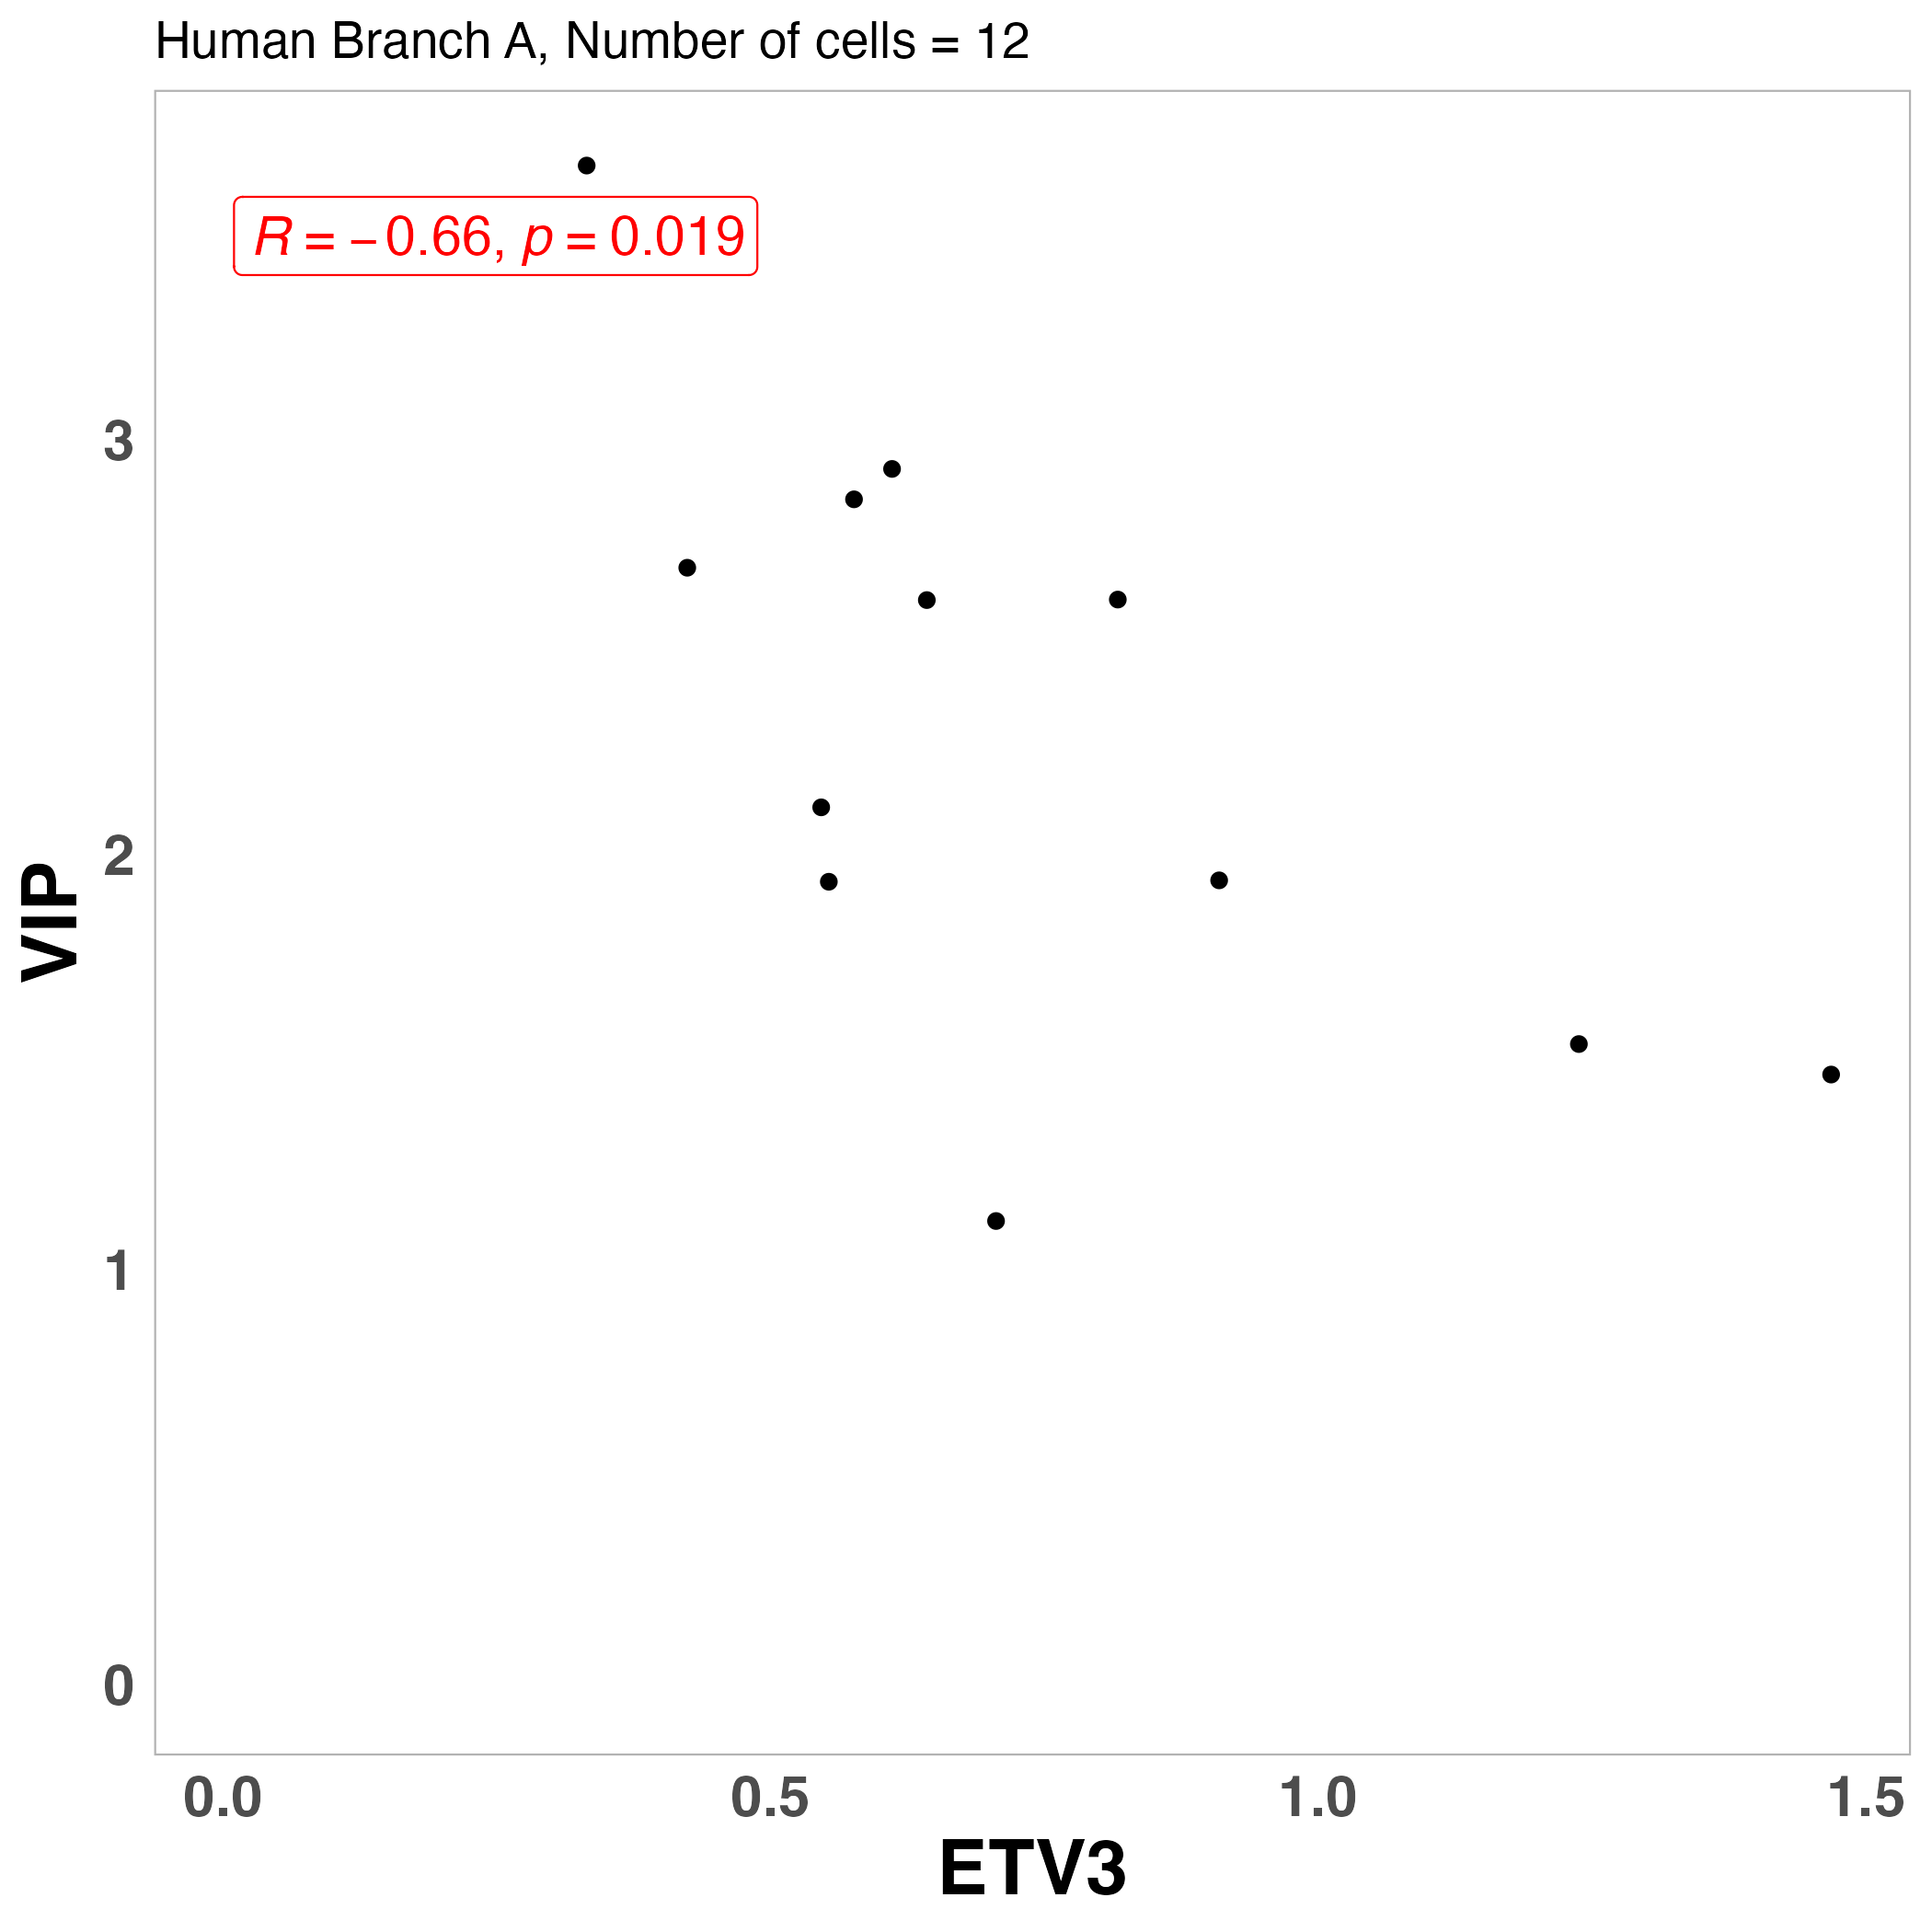 Human Branch A, Number of cells = 12
R = −0.66, p = 0.019
3
2
1
0
VIP
0.0 0.5 1.0 1.5
ETV3